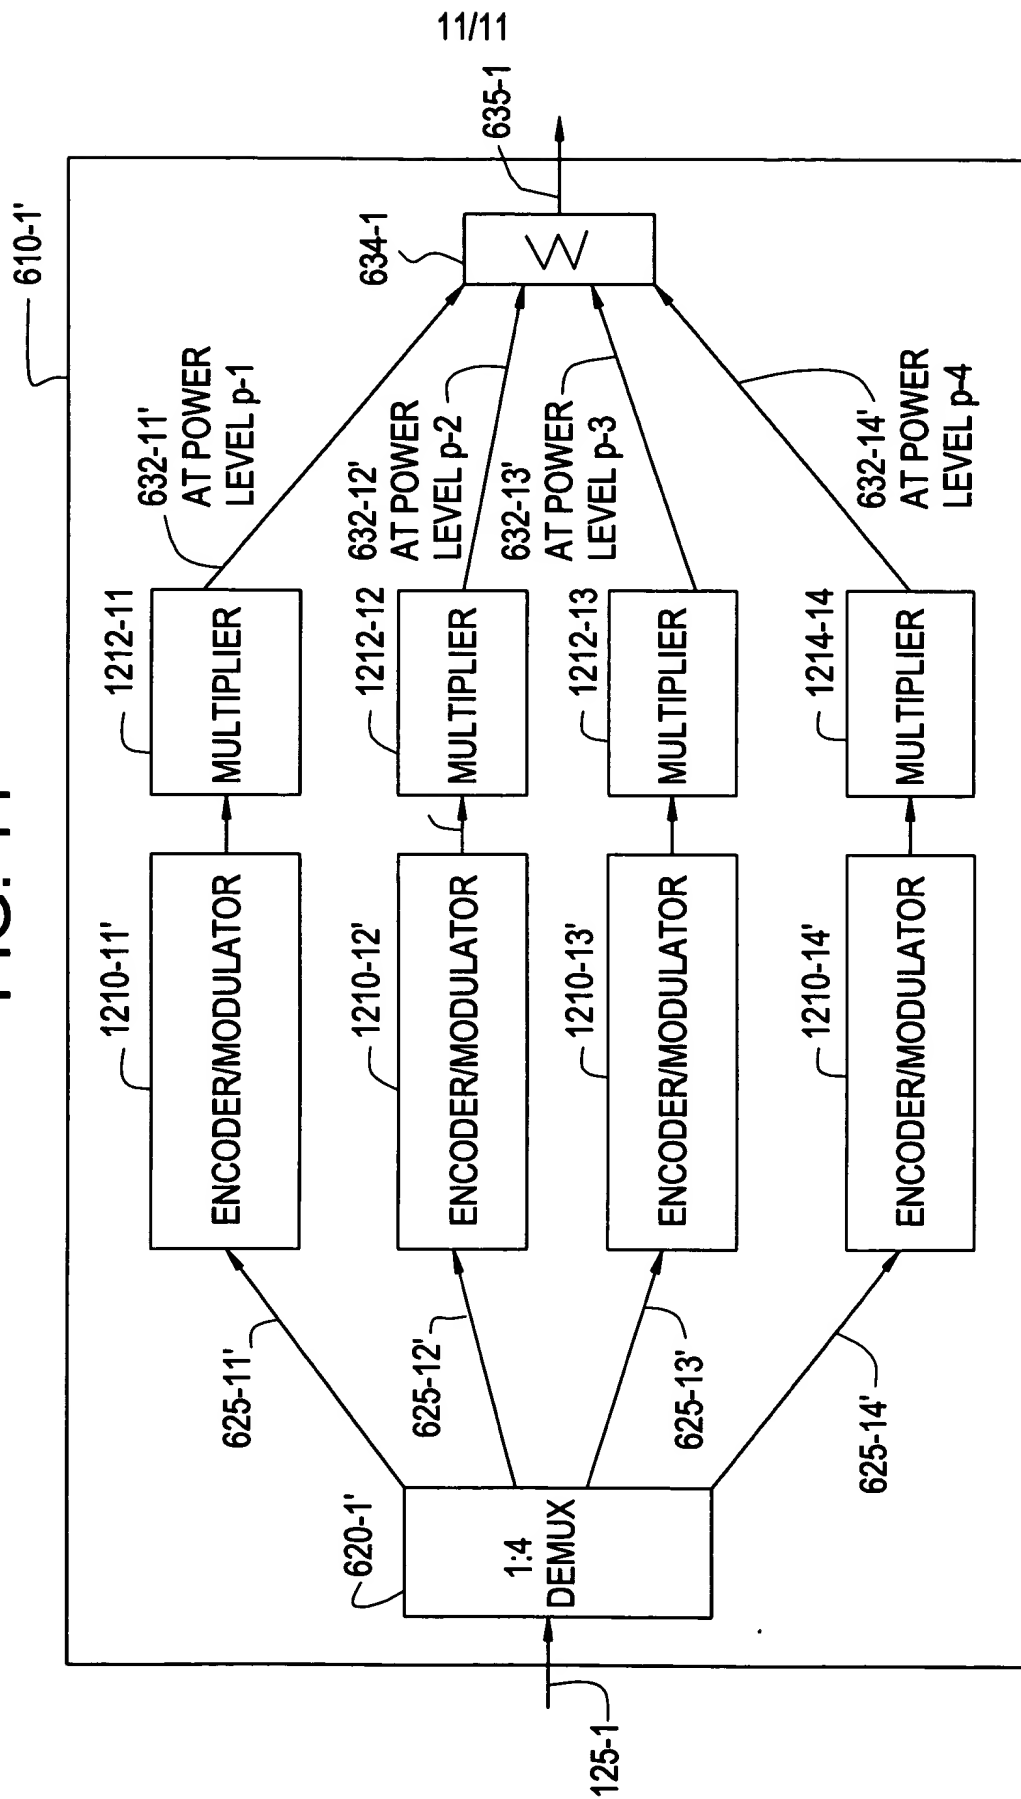 11/11
FIG.
610-1'
125-1
620-1'
1:4
DEMUX
625-11'
625-12'
625-13'
625-14'
1210-11'
ENCODER/MODULATOR
1210-12'
ENCODER/MODULATOR
1210-13'
ENCODER/MODULATOR
1210-14'
ENCODER/MODULATOR
1212-11
MULTIPLIER
1212-12
MULTIPLIER
1212-13
MULTIPLIER
1214-14
MULTIPLIER
632-11'
AT POWER
LEVEL p-1
632-12'
AT POWER
LEVEL p-2
632-13'
AT POWER
LEVEL p-3
632-14'
AT POWER
LEVEL p-4
634-1
Σ
635-1